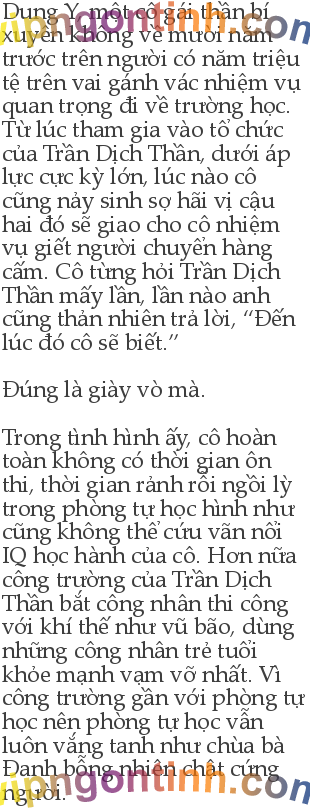 Dung Y, một cô gái thần bí
xuyên không về mười năm
trước trên người có năm triệu
tệ trên vai gánh vác nhiệm vụ
quan trọng đi về trường học.
Từ lúc tham gia vào tổ chức
của Trần Dịch Thần, dưới áp
lực cực kỳ lớn, lúc nào cô
cũng nảy sinh sợ hãi vị cậu
hai đó sẽ giao cho cô nhiệm
vụ giết người chuyển hàng
cấm. Cô từng hỏi Trần Dịch
Thần mấy lần, lần nào anh
cũng thản nhiên trả lời, “Đến
lúc đó cô sẽ biết.”
Đúng là giày vò mà.
Trong tình hình ấy, cô hoàn
toàn không có thời gian ôn
thi, thời gian rảnh rỗi ngồi lỳ
trong phòng tự học hình như
cũng không thể cứu vãn nổi
IQ học hành của cô. Hơn nữa
công trường của Trần Dịch
Thần bắt công nhân thi công
với khí thế như vũ bão, dùng
những công nhân trẻ tuổi
khỏe mạnh vạm vỡ nhất. Vì
công trường gần với phòng tự
học nên phòng tự học vẫn
luôn vắng tanh như chùa bà
Đanh bỗng nhiên chật cứng
người.
vipngontinh.com
vipngontinh.com